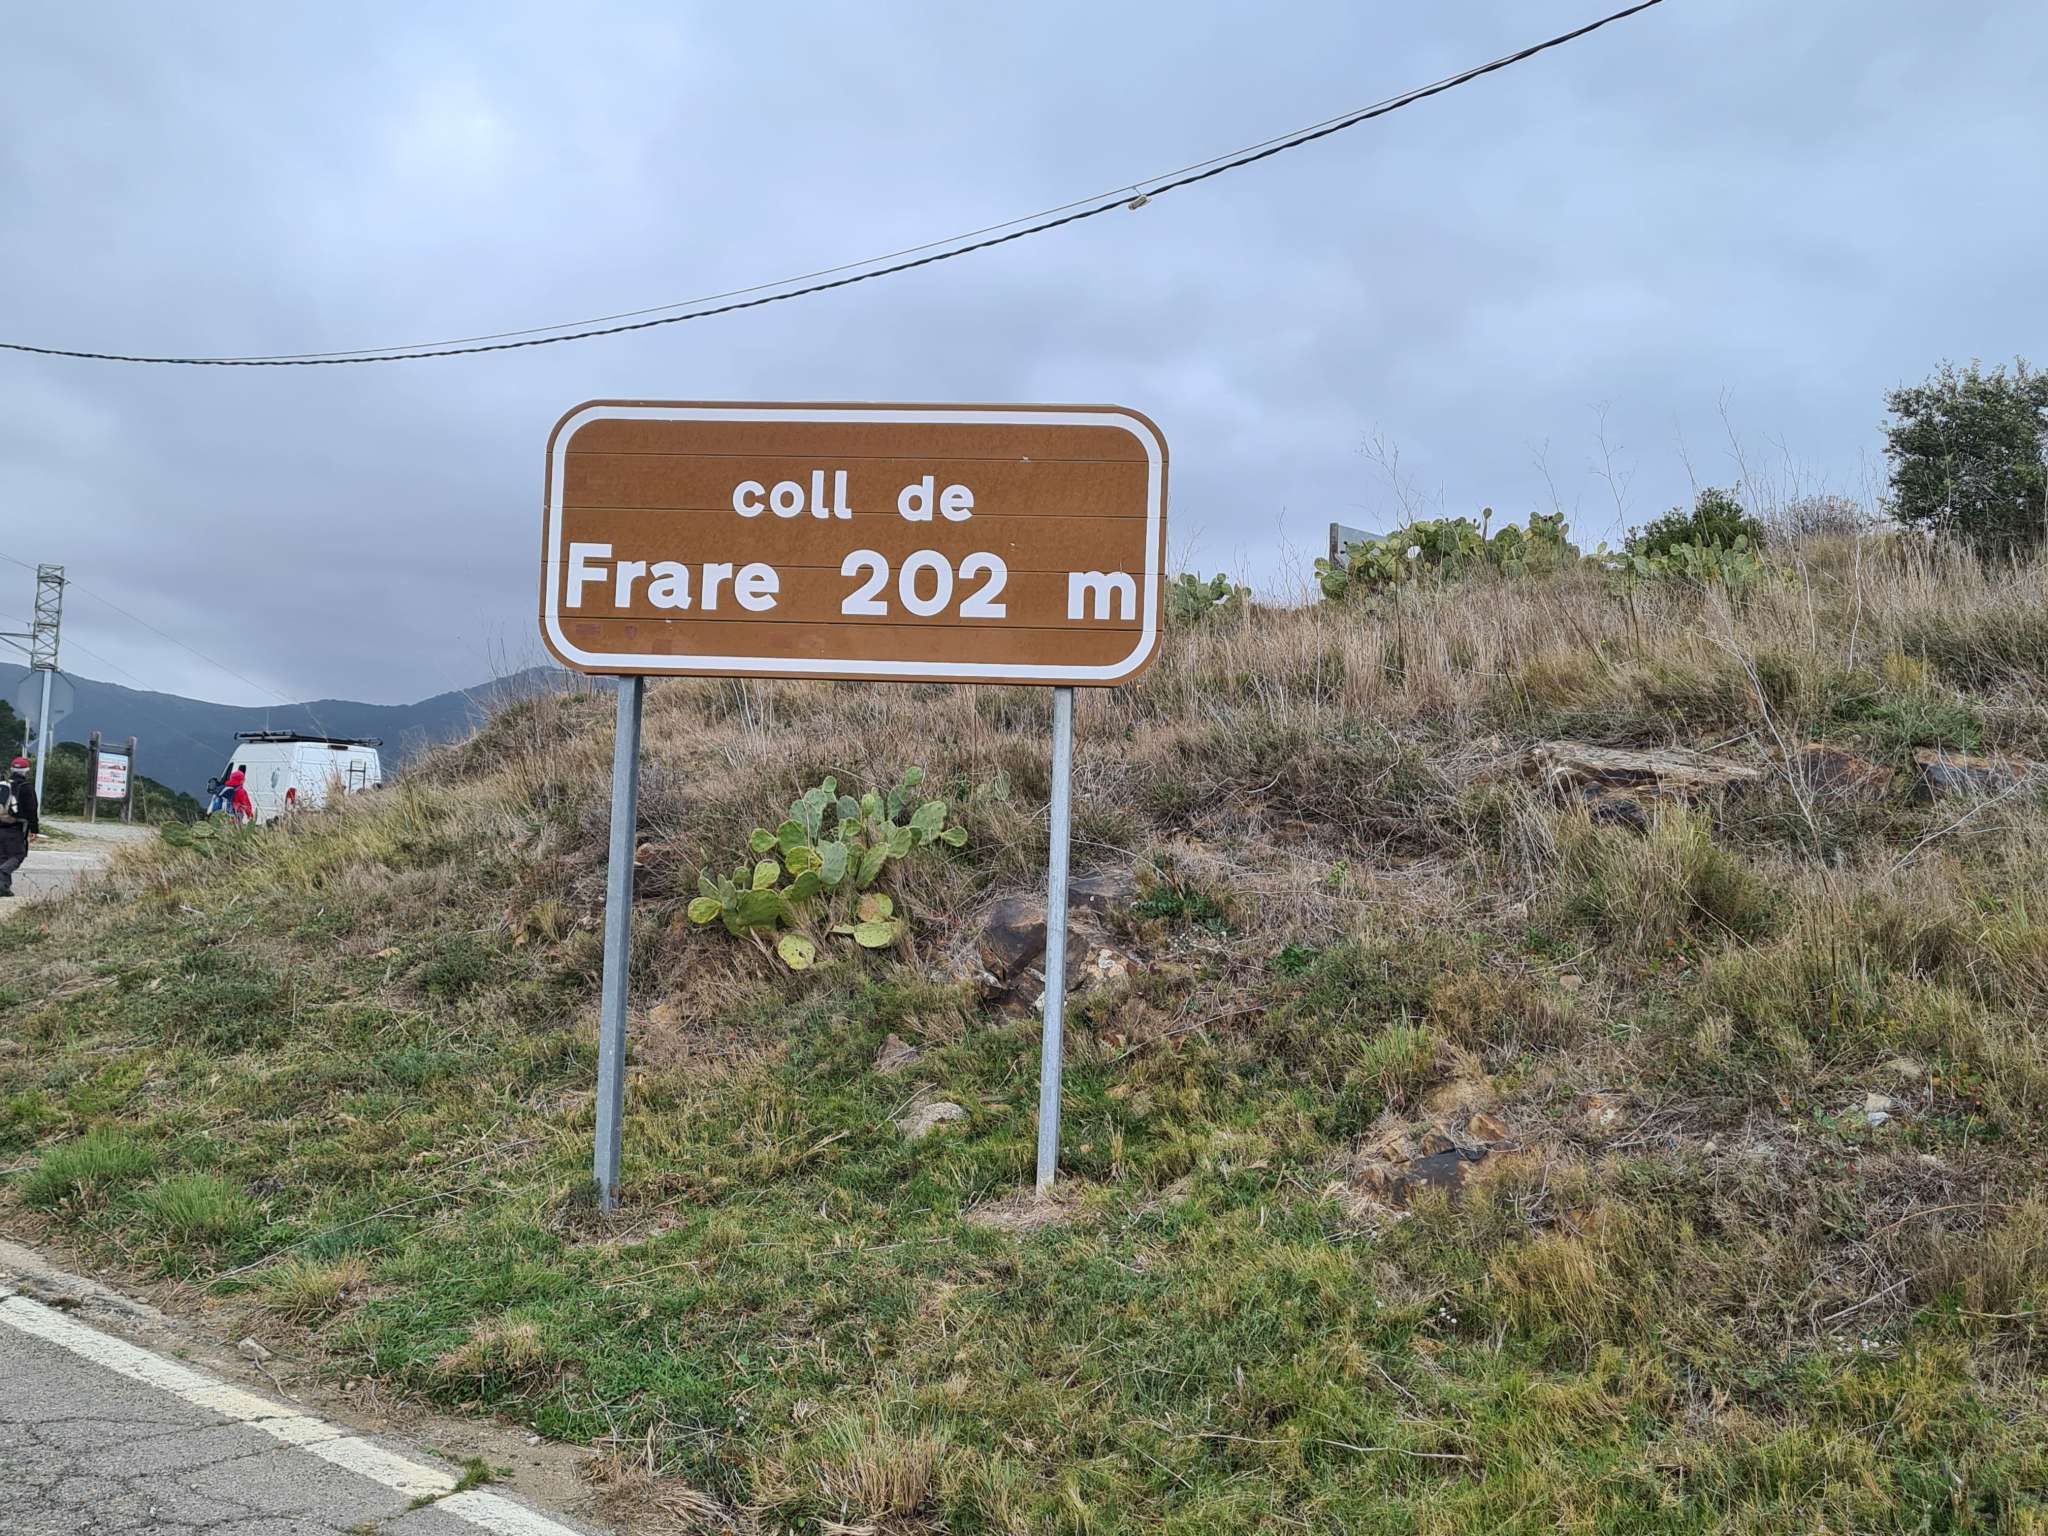 coll de
Frare 202 m